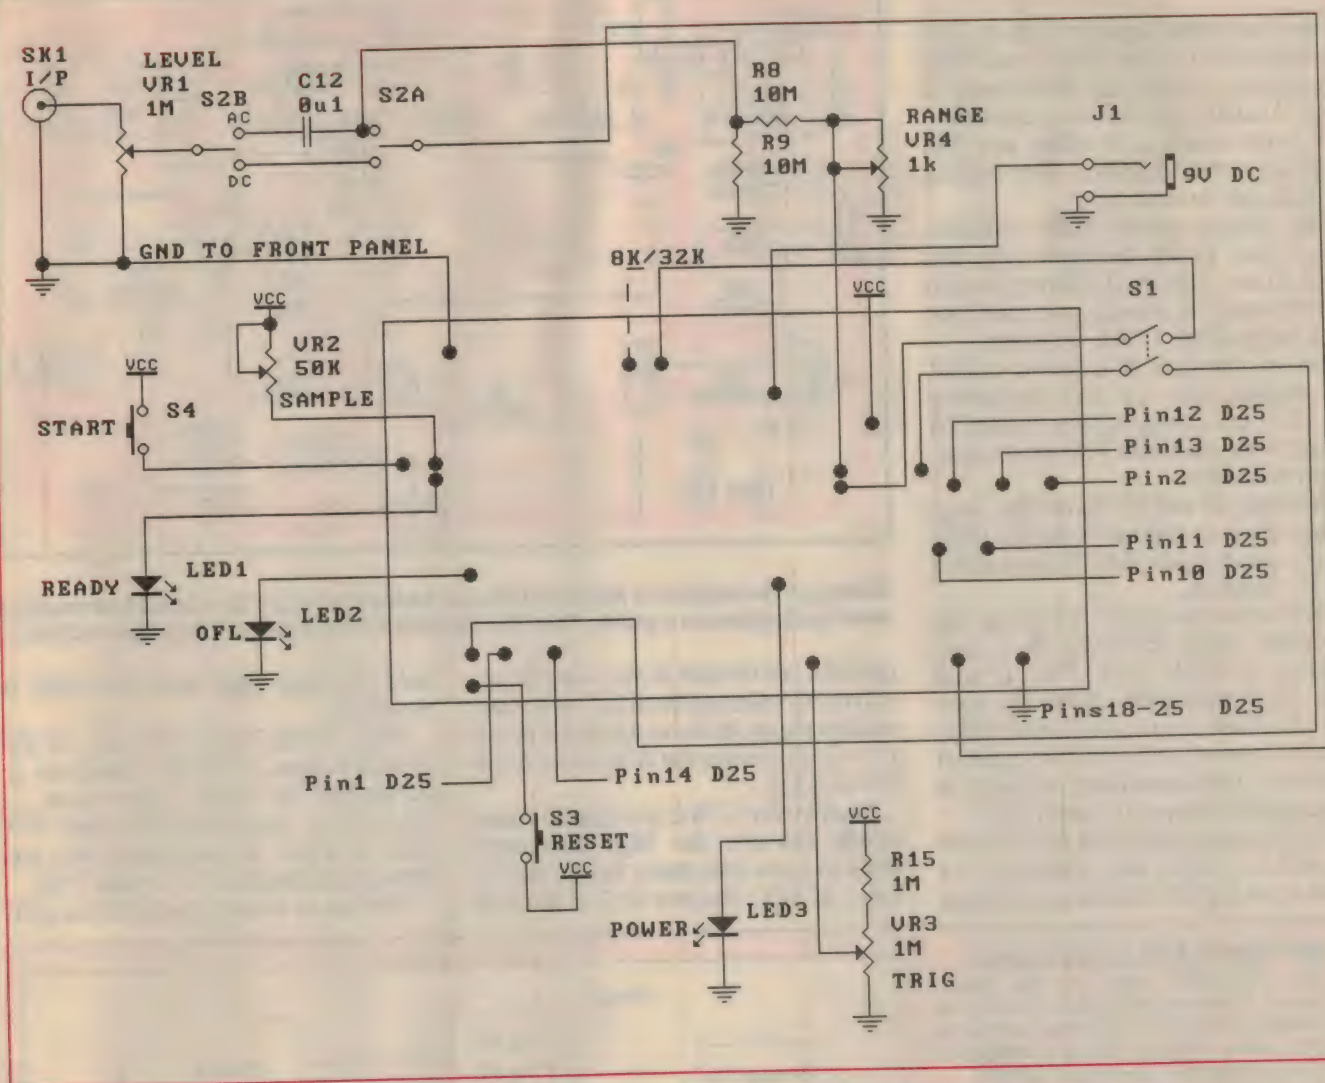 SK1
I/P
LEVEL
VR1
1M
S2B
AC
DC
C12
0u1
S2A
R8
10M
R9
10M
RANGE
VR4
1k
J1
9V DC
GND TO FRONT PANEL
8K/32K
VCC
S1
VCC
VR2
50K
SAMPLE
VCC
S4
START
Pin12 D25
Pin13 D25
Pin2 D25
Pin11 D25
Pin10 D25
READY
LED1
OFL
LED2
Pins18-25 D25
Pin1 D25
Pin14 D25
S3
RESET
VCC
POWER
LED3
VCC
R15
1M
VR3
1M
TRIG